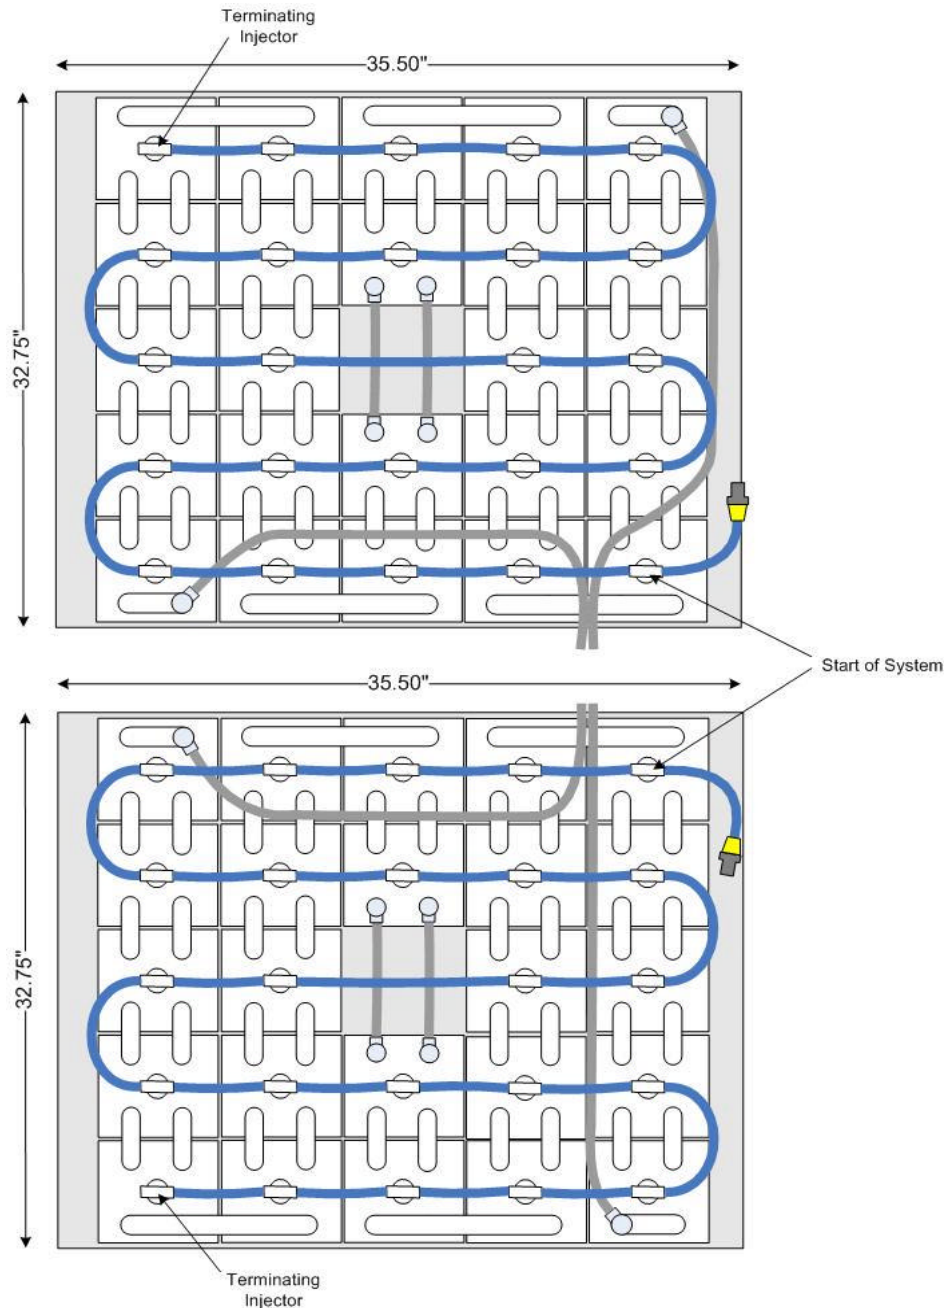 Terminating
Injector
35.50"
32.75"
Start of System
35.50"
32.75"
Terminating
Injector